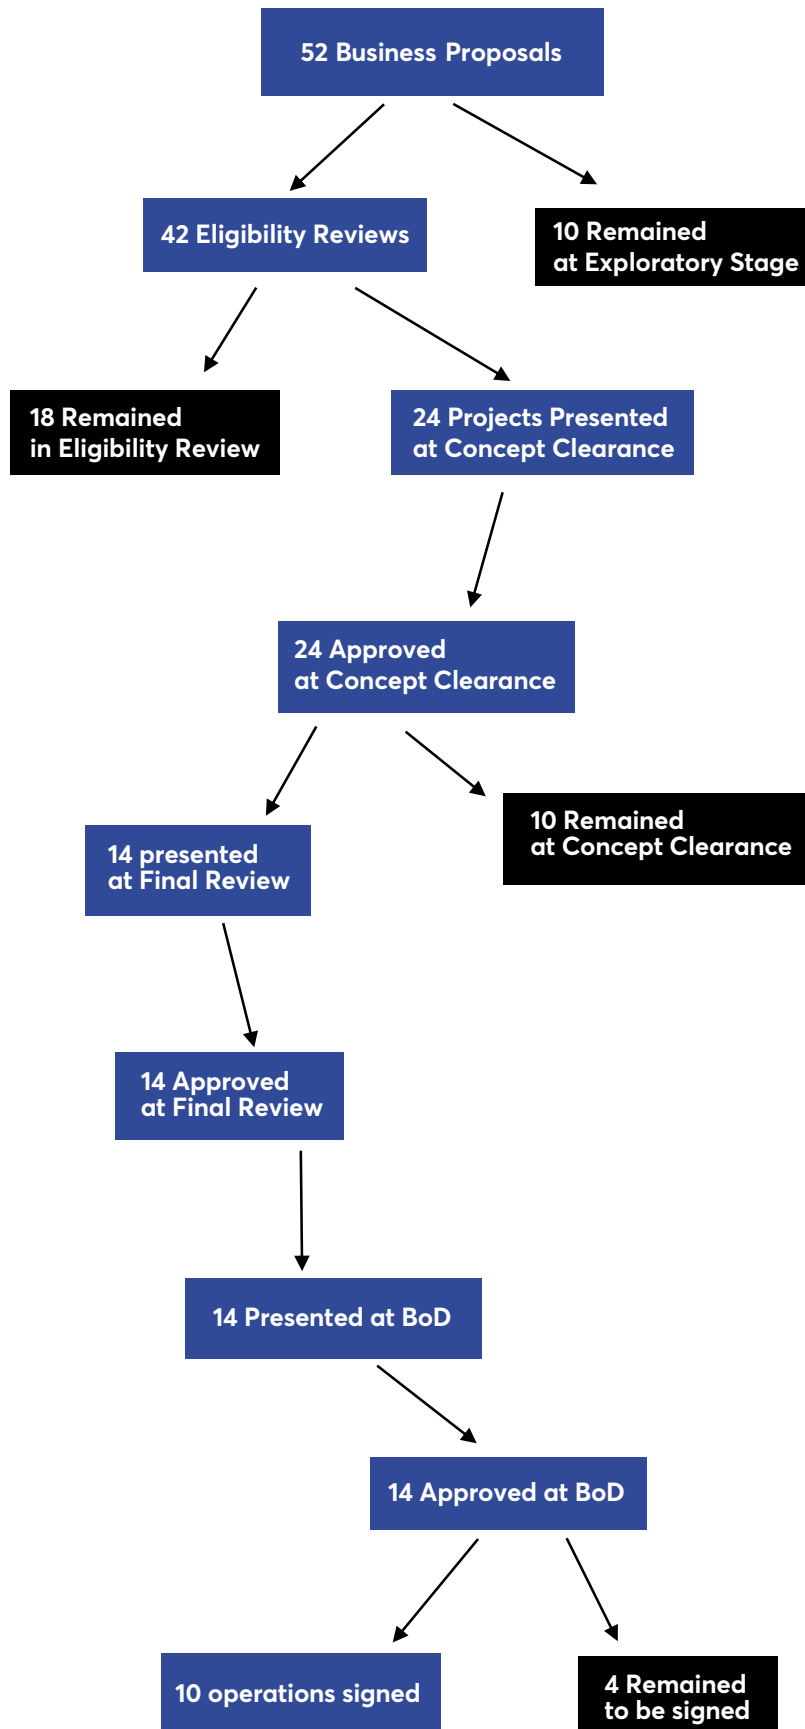 52 Business Proposals
42 Eligibility Reviews
10 Remained
at Exploratory Stage
18 Remained
in Eligibility Review
24 Projects Presented
at Concept Clearance
24 Approved
at Concept Clearance
10 Remained
at Concept Clearance
14 presented
at Final Review
14 Approved
at Final Review
14 Presented at BoD
14 Approved at BoD
10 operations signed
4 Remained
to be signed